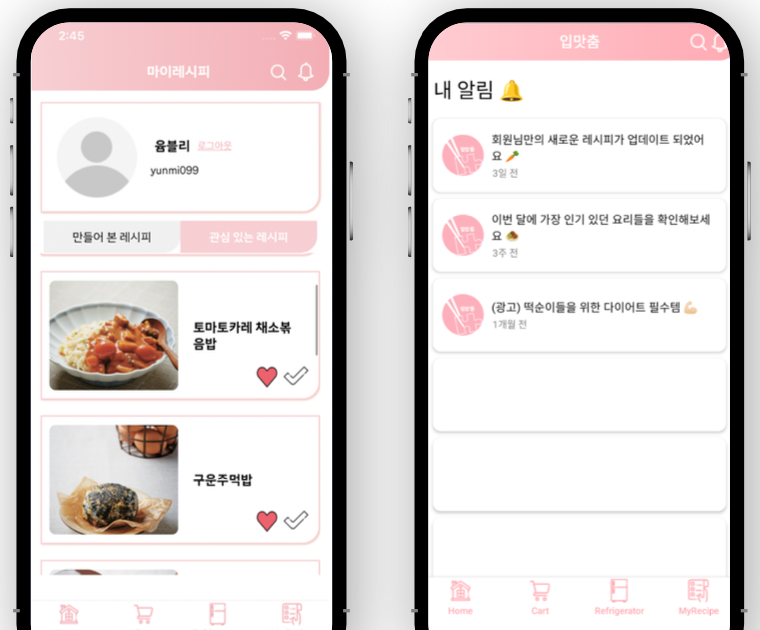 2:45
마이레시피
윰블리 로그아웃
yunmi099
만들어 본 레시피
관심 있는 레시피
토마토카레 채소볶
음밥
구운주먹밥
입맛춤
내 알림 🔔
회원님만의 새로운 레시피가 업데이트 되었어
요 🥕
3일 전
이번 달에 가장 인기 있던 요리들을 확인해보세
요 🧆
3주 전
(광고) 떡순이들을 위한 다이어트 필수템 💪🏻
1개월 전
Home
Cart
Refrigerator
MyRecipe